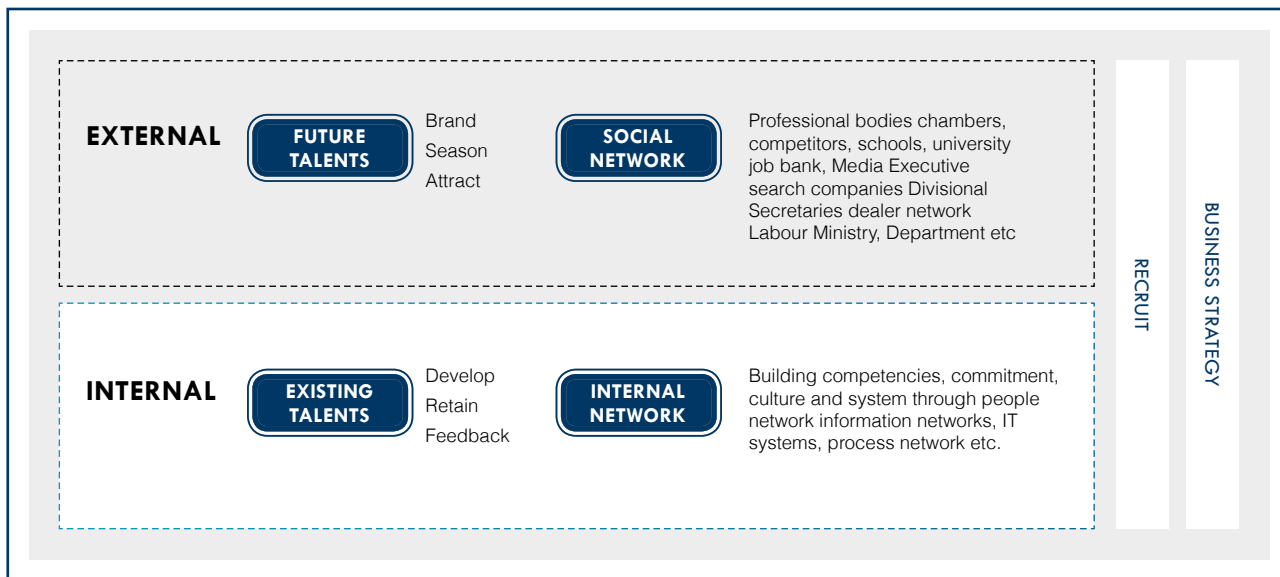 EXTERNAL
FUTURE
TALENTS
Brand
Season
Attract
SOCIAL
NETWORK
Professional bodies chambers,
competitors, schools, university
job bank, Media Executive
search companies Divisional
Secretaries dealer network
Labour Ministry, Department etc
INTERNAL
EXISTING
TALENTS
Develop
Retain
Feedback
INTERNAL
NETWORK
Building competencies, commitment,
culture and system through people
network information networks, IT
systems, process network etc.
RECRUIT
BUSINESS STRATEGY